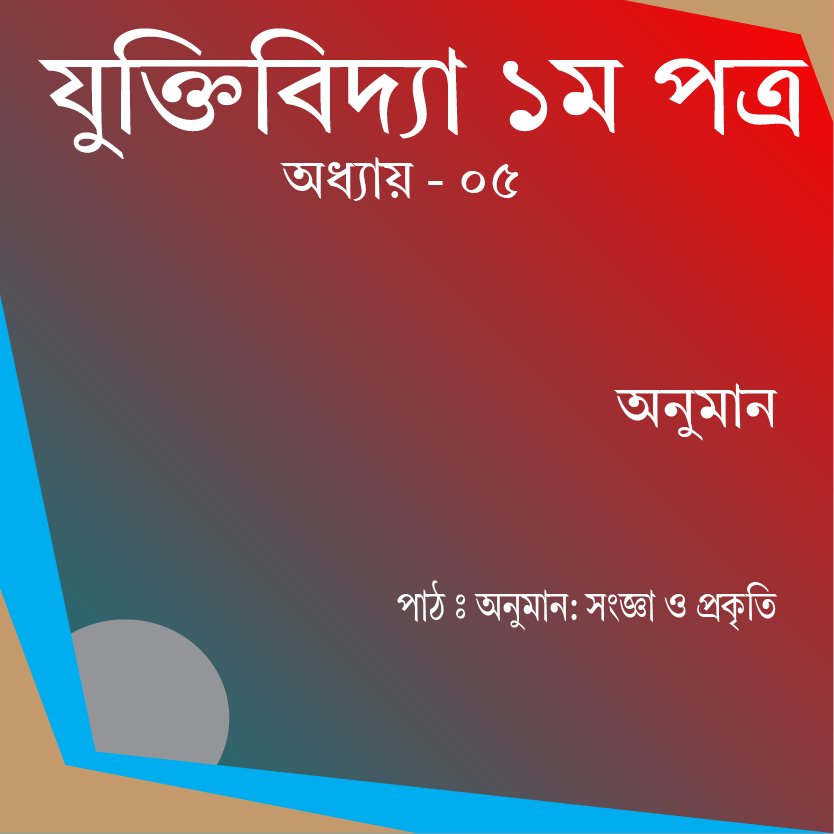 যুক্তিবিদ্যা ১ম পত্র
অধ্যায় - ০৫
অনুমান
পাঠ ঃ অনুমান: সংজ্ঞা ও প্রকৃতি